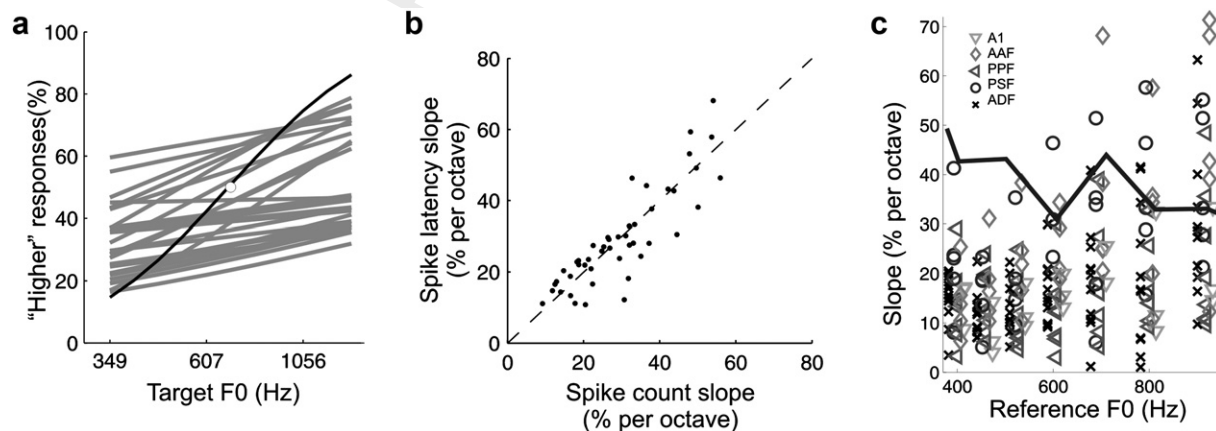 a
100
80
60
40
20
0
"Higher" responses(%)
349 607 1056
Target F0 (Hz)
b
80
60
40
20
0
Spike latency slope
(% per octave)
0 20 40 60 80
Spike count slope
(% per octave)
c
70
60
50
40
30
20
10
0
Slope (% per octave)
A1
AAF
PPF
PSF
ADF
400 600 800
Reference F0 (Hz)